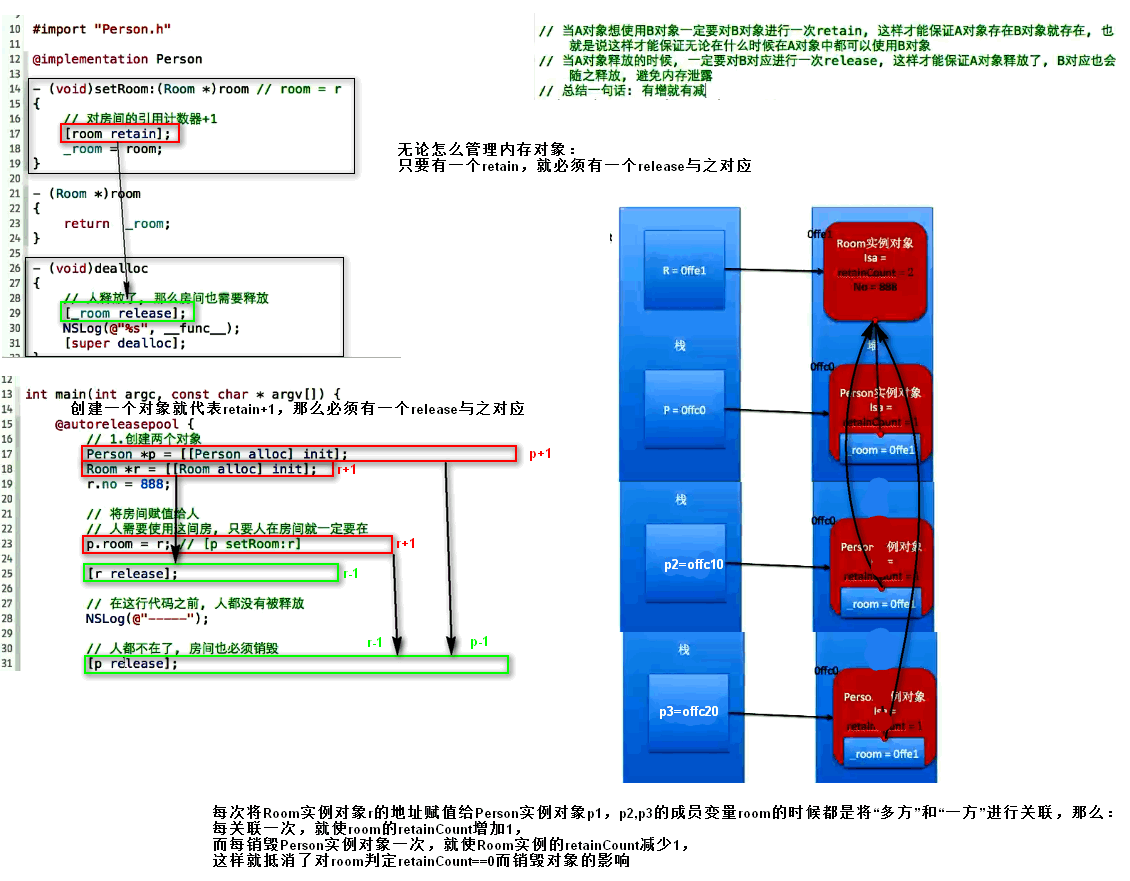 10 #import "Person.h"
11
12 @implementation Person
13
14 - (void)setRoom:(Room *)room // room = r
15 {
16 // 对房间的引用计数器+1
17 [room retain];
18 _room = room;
19 }
20
21 - (Room *)room
22 {
23 return _room;
24 }
25
26 - (void)dealloc
27 {
28 // 人释放了, 那么房间也需要释放
29 [_room release];
30 NSLog(@"%s", __func__);
31 [super dealloc];
// 当A对象想使用B对象一定要对B对象进行一次retain, 这样才能保证A对象存在B对象就存在, 也
就是说这样才能保证无论在什么时候在A对象中都可以使用B对象
// 当A对象释放的时候, 一定要对B对应进行一次release, 这样才能保证A对象释放了, B对应也会
随之释放, 避免内存泄露
// 总结一句话: 有增就有减
无论怎么管理内存对象：
只要有一个retain，就必须有一个release与之对应
12
13 int main(int argc, const char * argv[]) {
14 创建一个对象就代表retain+1，那么必须有一个release与之对应
15 @autoreleasepool {
16 // 1.创建两个对象
17 Person *p = [[Person alloc] init]; p+1
18 Room *r = [[Room alloc] init]; r+1
19 r.no = 888;
20
21 // 将房间赋值给人
22 // 人需要使用这间房, 只要人在房间就一定要在
23 p.room = r; // [p setRoom:r] r+1
24
25 [r release]; r-1
26
27 // 在这行代码之前, 人都没有被释放
28 NSLog(@"-----");
29
30 // 人都不在了, 房间也必须销毁
r-1 p-1
31 [p release];
R = 0ffe1
0ffe1
Room实例对象
Isa =
retainCount = 2
No = 888
栈
堆
P = 0ffc0
0ffc0
Person实例对象
Isa =
retainCount = 1
_room = 0ffe1
栈
p2=offc10
0ffc0
Person 例对象
=
_room = 0ffe1
栈
p3=offc20
0ffc0
Perso. 例对象
Isa =
_room = 0ffe1
每次将Room实例对象r的地址赋值给Person实例对象p1，p2,p3的成员变量room的时候都是将“多方”和“一方”进行关联，那么：
每关联一次，就使room的retainCount增加1，
而每销毁Person实例对象一次，就使Room实例的retainCount减少1，
这样就抵消了对room判定retainCount==0而销毁对象的影响